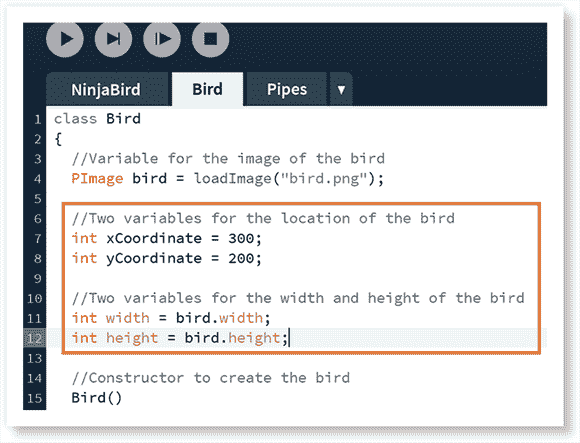 NinjaBird Bird Pipes ▼
1 class Bird
2 {
3 //Variable for the image of the bird
4 PImage bird = loadImage("bird.png");
5
6 //Two variables for the location of the bird
7 int xCoordinate = 300;
8 int yCoordinate = 200;
9
10 //Two variables for the width and height of the bird
11 int width = bird.width;
12 int height = bird.height;
13
14 //Constructor to create the bird
15 Bird()